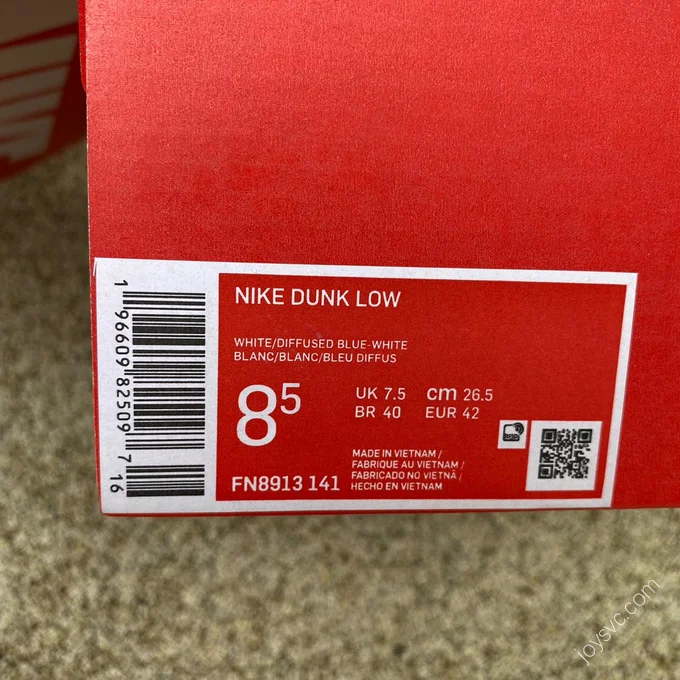 NIKE DUNK LOW
WHITE/DIFFUSED BLUE-WHITE
BLANC/BLANC/BLEU DIFFUS
8⁵
UK 7.5 cm 26.5
BR 40 EUR 42
MADE IN VIETNAM /
FABRIQUE AU VIETNAM /
FABRICADO NO VIETNÃ /
HECHO EN VIETNAM
FN8913 141
1 96609 82509 7 16
RFID
joysvc.com